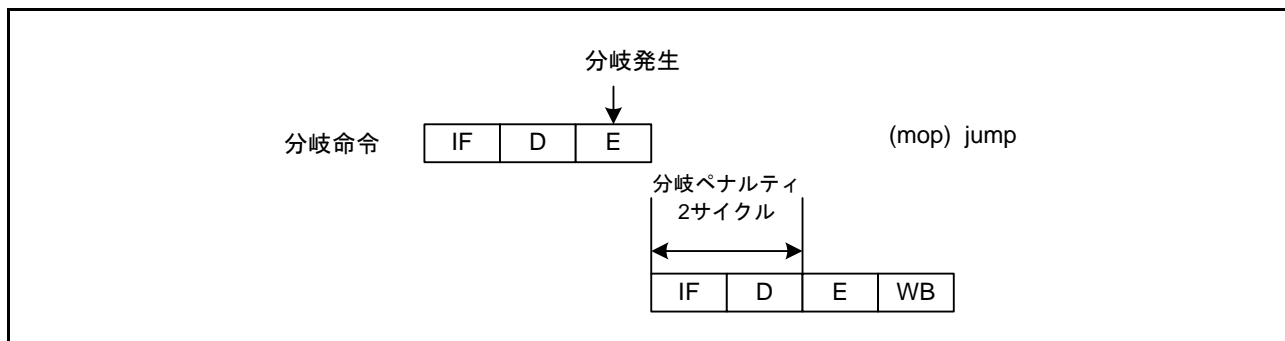 分岐発生
分岐命令 IF D E (mop) jump
分岐ペナルティ
2サイクル
IF D E WB